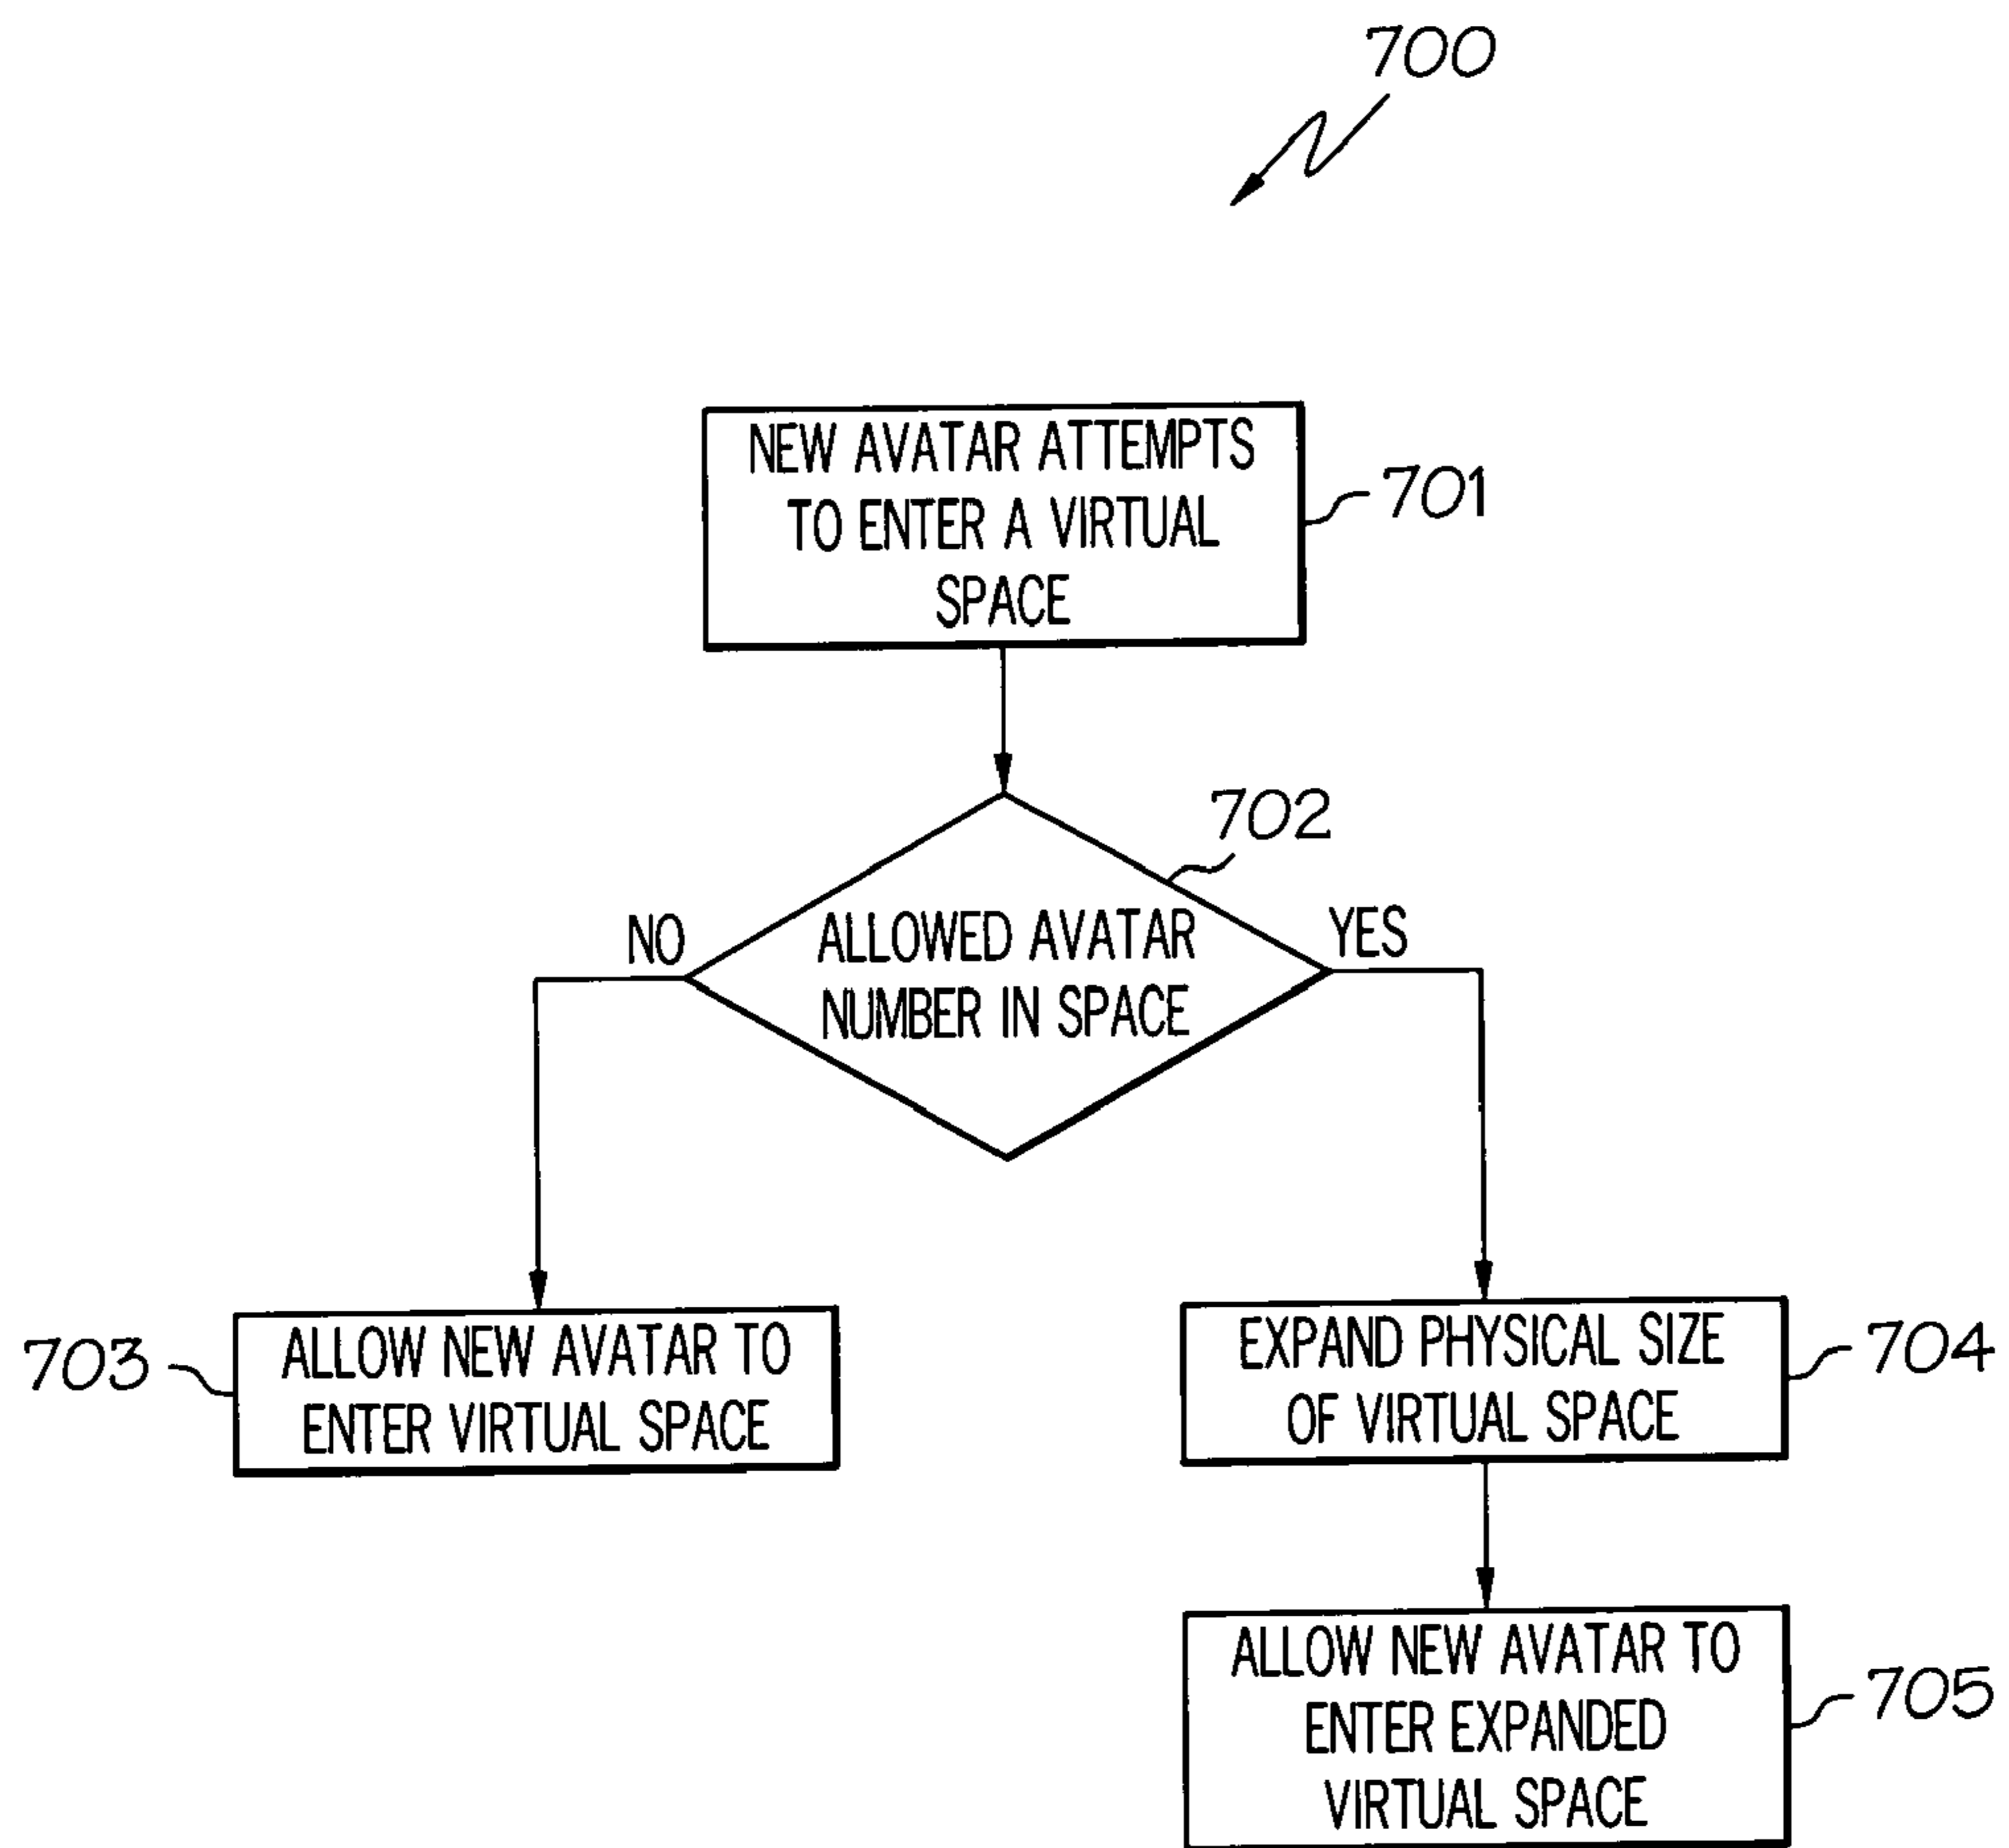 700
NEW AVATAR ATTEMPTS
TO ENTER A VIRTUAL
SPACE
701
702
NO
ALLOWED AVATAR
NUMBER IN SPACE
YES
703
ALLOW NEW AVATAR TO
ENTER VIRTUAL SPACE
EXPAND PHYSICAL SIZE
OF VIRTUAL SPACE
704
ALLOW NEW AVATAR TO
ENTER EXPANDED
VIRTUAL SPACE
705